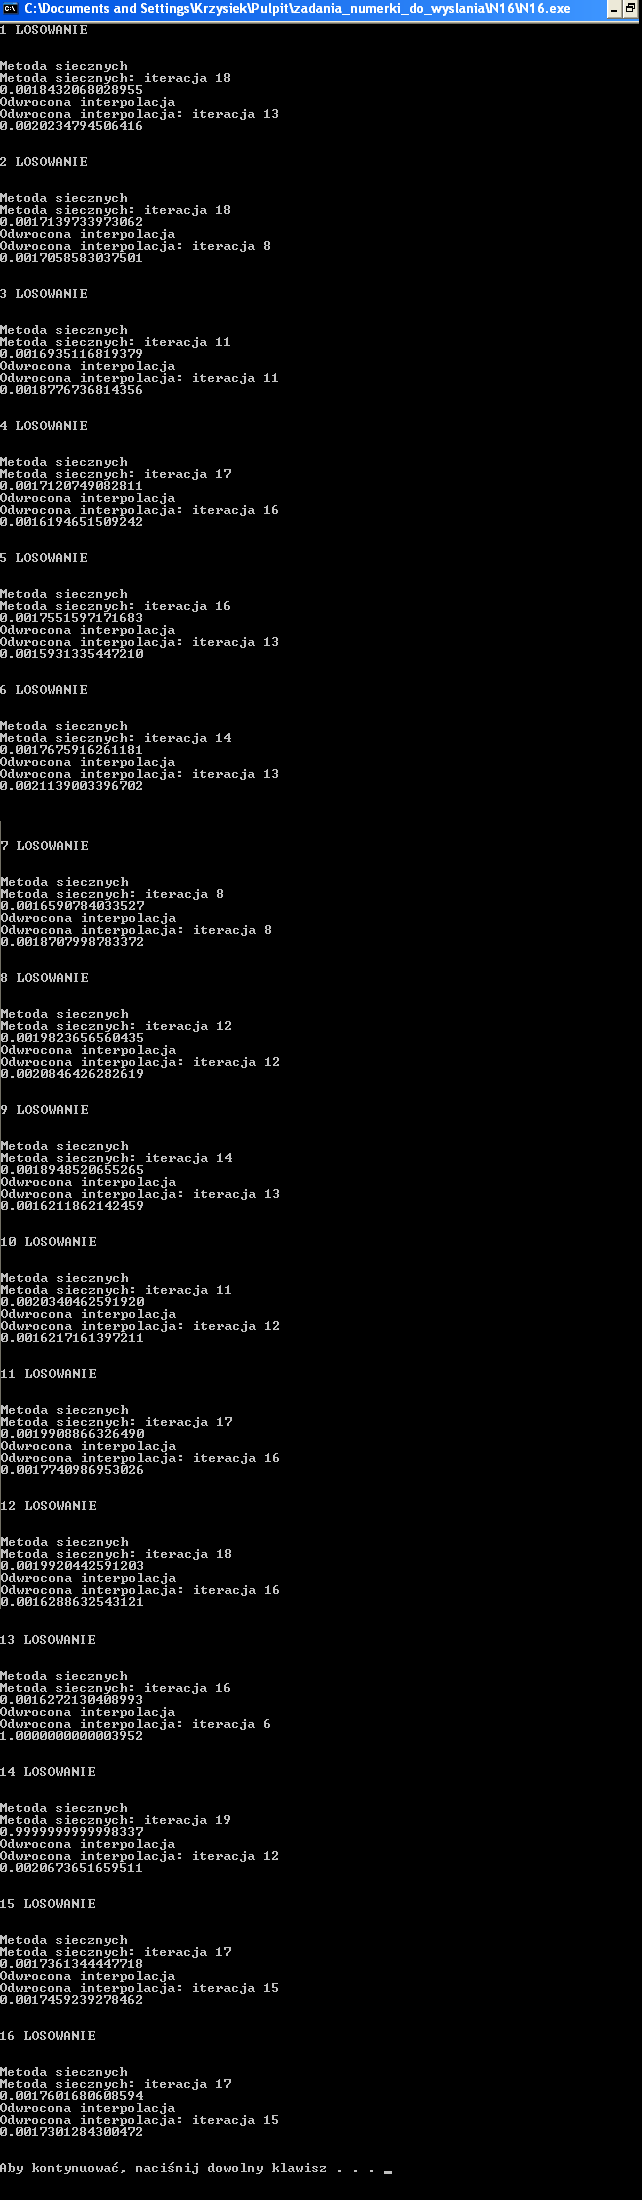 C:\Documents and Settings\Krzysiek\Pulpit\zadania_numerki_do_wyslania\N16\N16.exe
1 LOSOWANIE
Metoda siecznych
Metoda siecznych: iteracja 18
0.0018432068028955
Odwrocona interpolacja
Odwrocona interpolacja: iteracja 13
0.0020234794506416
2 LOSOWANIE
Metoda siecznych
Metoda siecznych: iteracja 18
0.0017139733973062
Odwrocona interpolacja
Odwrocona interpolacja: iteracja 8
0.0017058583037501
3 LOSOWANIE
Metoda siecznych
Metoda siecznych: iteracja 11
0.0016935116819379
Odwrocona interpolacja
Odwrocona interpolacja: iteracja 11
0.0018776736814356
4 LOSOWANIE
Metoda siecznych
Metoda siecznych: iteracja 17
0.0017120749082811
Odwrocona interpolacja
Odwrocona interpolacja: iteracja 16
0.0016194651509242
5 LOSOWANIE
Metoda siecznych
Metoda siecznych: iteracja 16
0.0017551597171683
Odwrocona interpolacja
Odwrocona interpolacja: iteracja 13
0.0015931335447210
6 LOSOWANIE
Metoda siecznych
Metoda siecznych: iteracja 14
0.0017675916261181
Odwrocona interpolacja
Odwrocona interpolacja: iteracja 13
0.0021139003396702
7 LOSOWANIE
Metoda siecznych
Metoda siecznych: iteracja 8
0.0016590784033527
Odwrocona interpolacja
Odwrocona interpolacja: iteracja 8
0.0018707998783372
8 LOSOWANIE
Metoda siecznych
Metoda siecznych: iteracja 12
0.0019823656560435
Odwrocona interpolacja
Odwrocona interpolacja: iteracja 12
0.0020846426282619
9 LOSOWANIE
Metoda siecznych
Metoda siecznych: iteracja 14
0.0018948520655265
Odwrocona interpolacja
Odwrocona interpolacja: iteracja 13
0.0016211862142459
10 LOSOWANIE
Metoda siecznych
Metoda siecznych: iteracja 11
0.0020340462591920
Odwrocona interpolacja
Odwrocona interpolacja: iteracja 12
0.0016217161397211
11 LOSOWANIE
Metoda siecznych
Metoda siecznych: iteracja 17
0.0019908866326490
Odwrocona interpolacja
Odwrocona interpolacja: iteracja 16
0.0017740986953026
12 LOSOWANIE
Metoda siecznych
Metoda siecznych: iteracja 18
0.0019920442591203
Odwrocona interpolacja
Odwrocona interpolacja: iteracja 16
0.0016288632543121
13 LOSOWANIE
Metoda siecznych
Metoda siecznych: iteracja 16
0.0016272130408993
Odwrocona interpolacja
Odwrocona interpolacja: iteracja 6
1.0000000000003952
14 LOSOWANIE
Metoda siecznych
Metoda siecznych: iteracja 19
0.9999999999998337
Odwrocona interpolacja
Odwrocona interpolacja: iteracja 12
0.0020673651659511
15 LOSOWANIE
Metoda siecznych
Metoda siecznych: iteracja 17
0.0017361344447718
Odwrocona interpolacja
Odwrocona interpolacja: iteracja 15
0.0017459239278462
16 LOSOWANIE
Metoda siecznych
Metoda siecznych: iteracja 17
0.0017601680608594
Odwrocona interpolacja
Odwrocona interpolacja: iteracja 15
0.0017301284300472
Aby kontynuować, naciśnij dowolny klawisz . . .